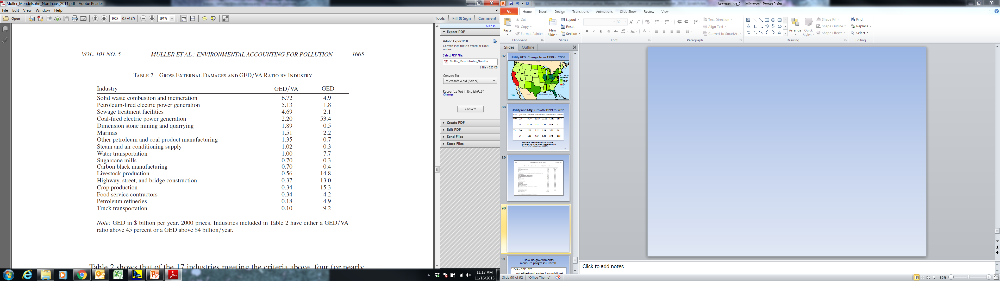 Muller_Mendelsohn_Nordhaus_2011.pdf - Adobe Reader
File Edit View Window Help
Open 1665 (17 of 27) 194% Tools Fill & Sign Comment
VOL. 101 NO. 5 MULLER ET AL.: ENVIRONMENTAL ACCOUNTING FOR POLLUTION 1665
TABLE 2—GROSS EXTERNAL DAMAGES AND GED/VA RATIO BY INDUSTRY
Industry GED/VA GED
Solid waste combustion and incineration 6.72 4.9
Petroleum-fired electric power generation 5.13 1.8
Sewage treatment facilities 4.69 2.1
Coal-fired electric power generation 2.20 53.4
Dimension stone mining and quarrying 1.89 0.5
Marinas 1.51 2.2
Other petroleum and coal product manufacturing 1.35 0.7
Steam and air conditioning supply 1.02 0.3
Water transportation 1.00 7.7
Sugarcane mills 0.70 0.3
Carbon black manufacturing 0.70 0.4
Livestock production 0.56 14.8
Highway, street, and bridge construction 0.37 13.0
Crop production 0.34 15.3
Food service contractors 0.34 4.2
Petroleum refineries 0.18 4.9
Truck transportation 0.10 9.2
Note: GED in $ billion per year, 2000 prices. Industries included in Table 2 have either a GED/VA
ratio above 45 percent or a GED above $4 billion/year.
Table 2 shows that of the 17 industries meeting the criteria above, four (or nearly
Sign In
Export PDF
Adobe ExportPDF
Convert PDF files to Word or Excel
online.
Select PDF File:
Muller_Mendelsohn_Nordha...
1 file / 625 KB
Convert To:
Microsoft Word (*.docx)
Recognize Text in English(U.S.)
Change
Convert
Create PDF
Edit PDF
Send Files
Store Files
Accounting_2 - Microsoft PowerPoint
File Home Insert Design Transitions Animations Slide Show Review View
Paste
Cut
Copy
Format Painter
Clipboard
New
Slide
Layout
Reset
Section
Slides
32
Font
Text Direction
Align Text
Convert to SmartArt
Paragraph
Arrange
Quick
Styles
Shape Fill
Shape Outline
Shape Effects
Drawing
Find
Replace
Select
Editing
Slides Outline
87
Utility GED: Change from 1999 to 2008.
88
Utility and Mfg. Growth:1999 to 2011.
89
90
91
How do governments
measure progress? Part II.
EVA = GDP – TEC.
Click to add notes
Slide 90 of 92 "Office Theme" 89%
11:17 AM
11/16/2015